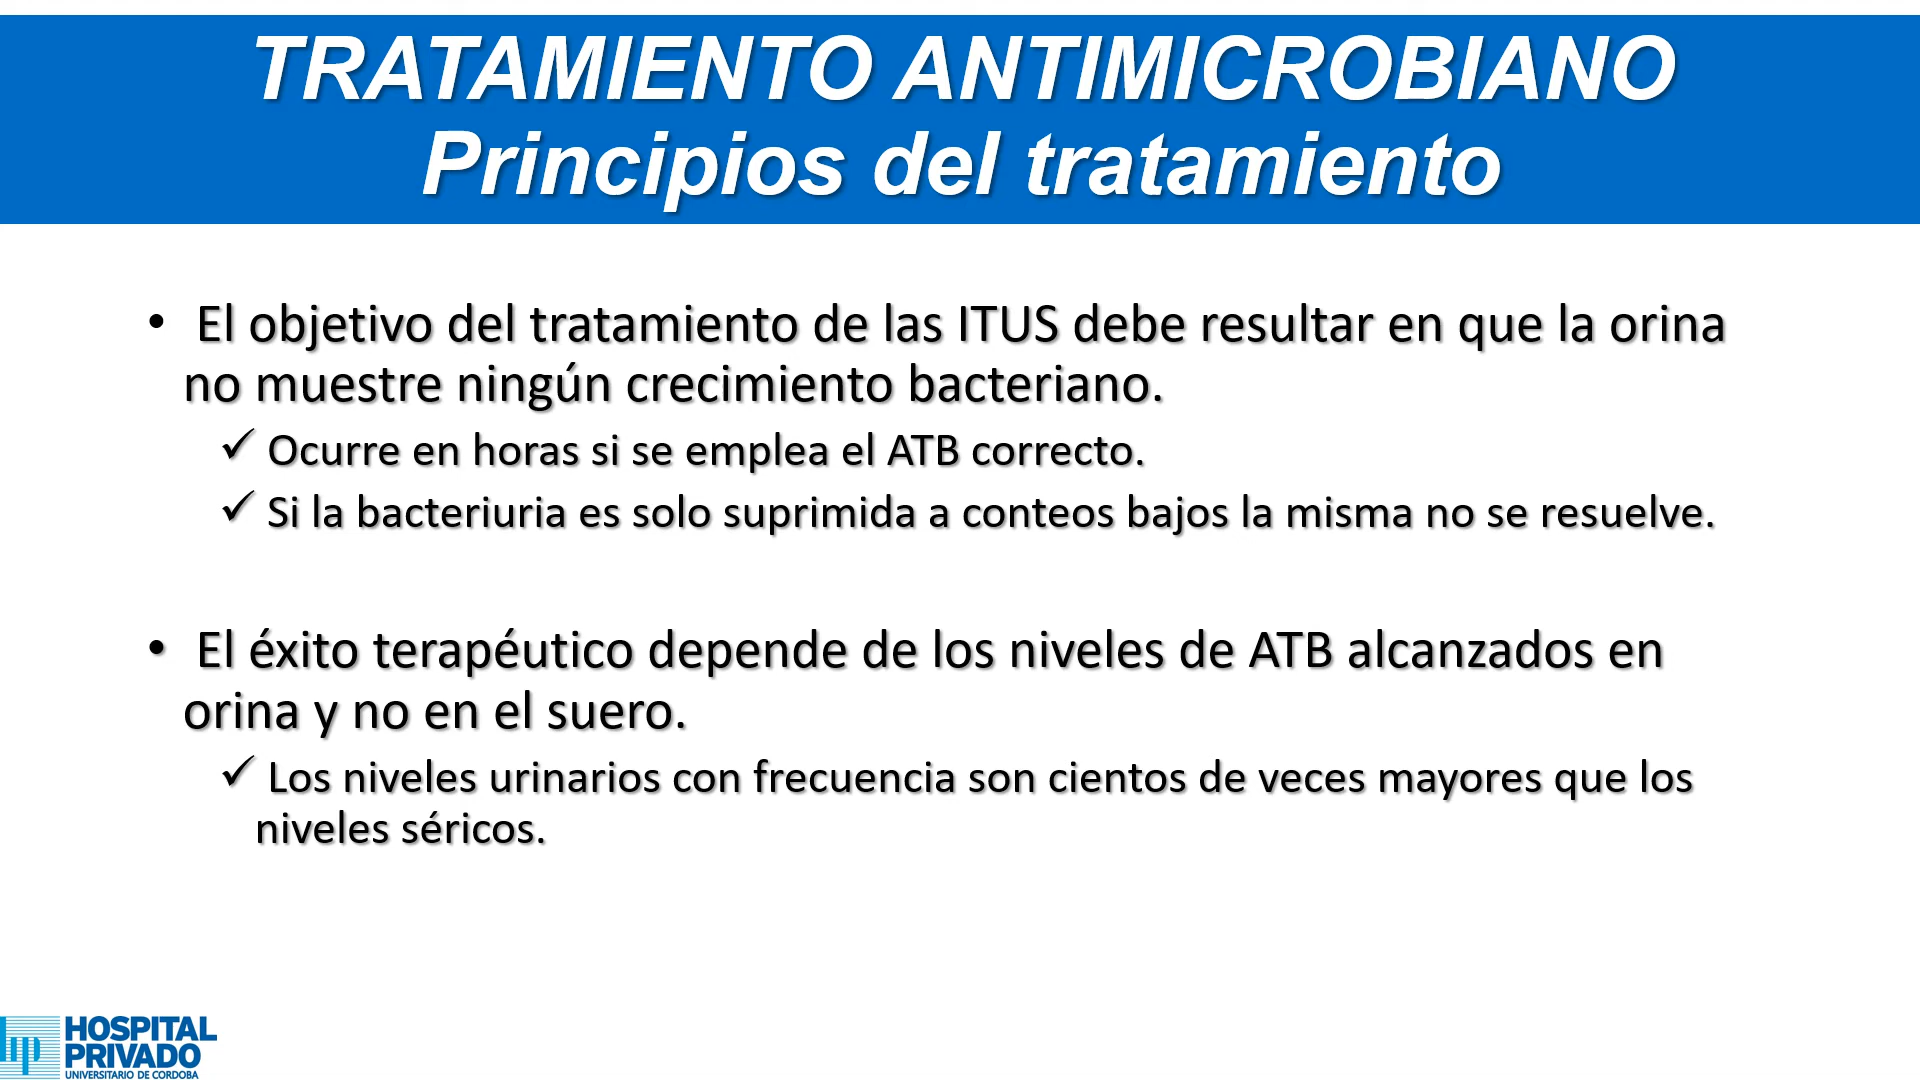 TRATAMIENTO ANTIMICROBIANO
Principios del tratamiento
• El objetivo del tratamiento de las ITUS debe resultar en que la orina
no muestre ningún crecimiento bacteriano.
✓ Ocurre en horas si se emplea el ATB correcto.
✓ Si la bacteriuria es solo suprimida a conteos bajos la misma no se resuelve.
• El éxito terapéutico depende de los niveles de ATB alcanzados en
orina y no en el suero.
✓ Los niveles urinarios con frecuencia son cientos de veces mayores que los
niveles séricos.
hp
HOSPITAL
PRIVADO
UNIVERSITARIO DE CORDOBA